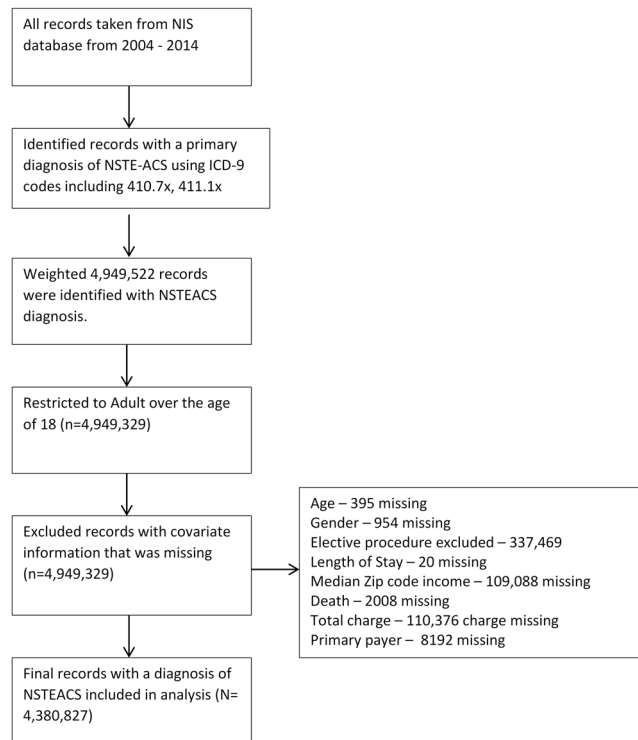 All records taken from NIS
database from 2004 - 2014
Identified records with a primary
diagnosis of NSTE-ACS using ICD-9
codes including 410.7x, 411.1x
Weighted 4,949,522 records
were identified with NSTEACS
diagnosis.
Restricted to Adult over the age
of 18 (n=4,949,329)
Excluded records with covariate
information that was missing
(n=4,949,329)
Age – 395 missing
Gender – 954 missing
Elective procedure excluded – 337,469
Length of Stay – 20 missing
Median Zip code income – 109,088 missing
Death – 2008 missing
Total charge – 110,376 charge missing
Primary payer – 8192 missing
Final records with a diagnosis of
NSTEACS included in analysis (N=
4,380,827)